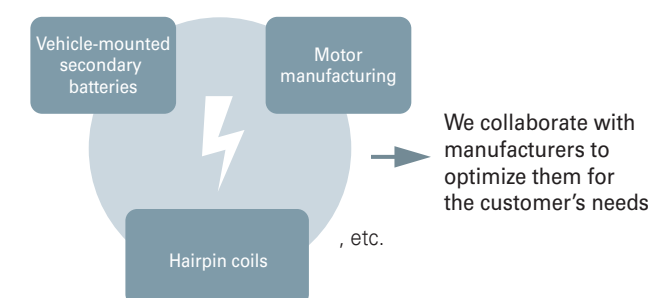 Vehicle-mounted
secondary
batteries
Motor
manufacturing
We collaborate with
manufacturers to
optimize them for
the customer’s needs
, etc.
Hairpin coils